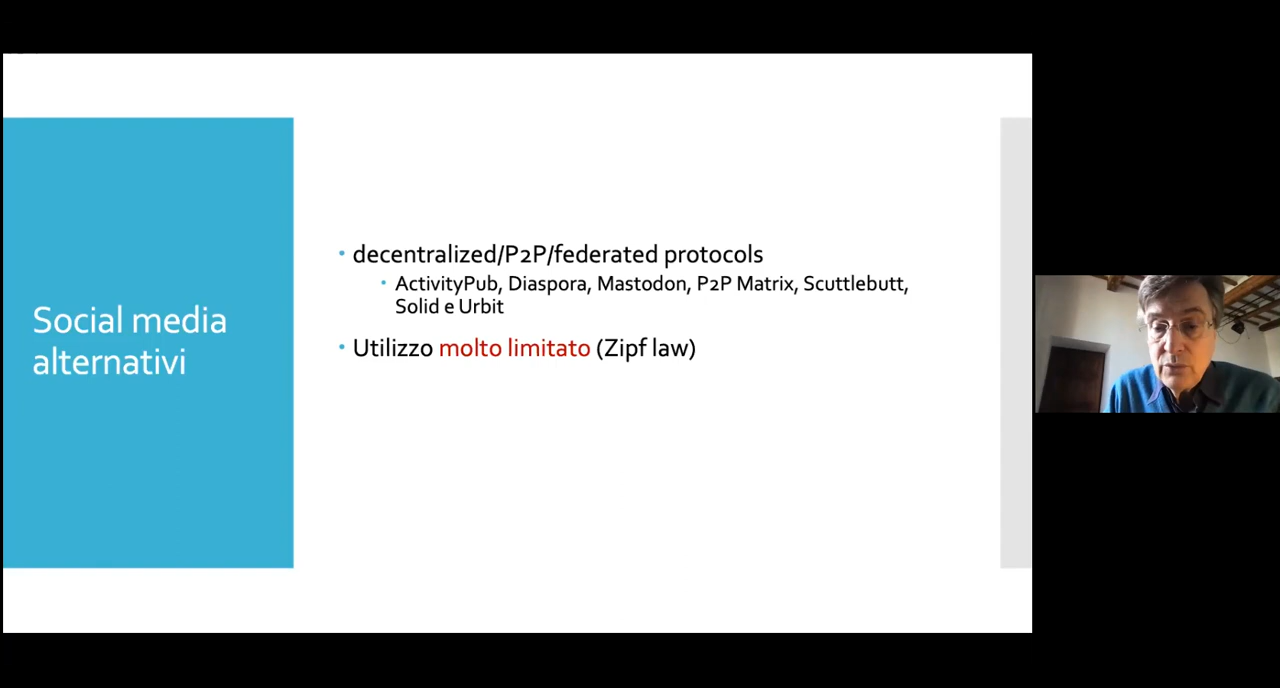 Social media
alternativi
decentralized/P2P/federated protocols
ActivityPub, Diaspora, Mastodon, P2P Matrix, Scuttlebutt,
Solid e Urbit
Utilizzo molto limitato (Zipf law)